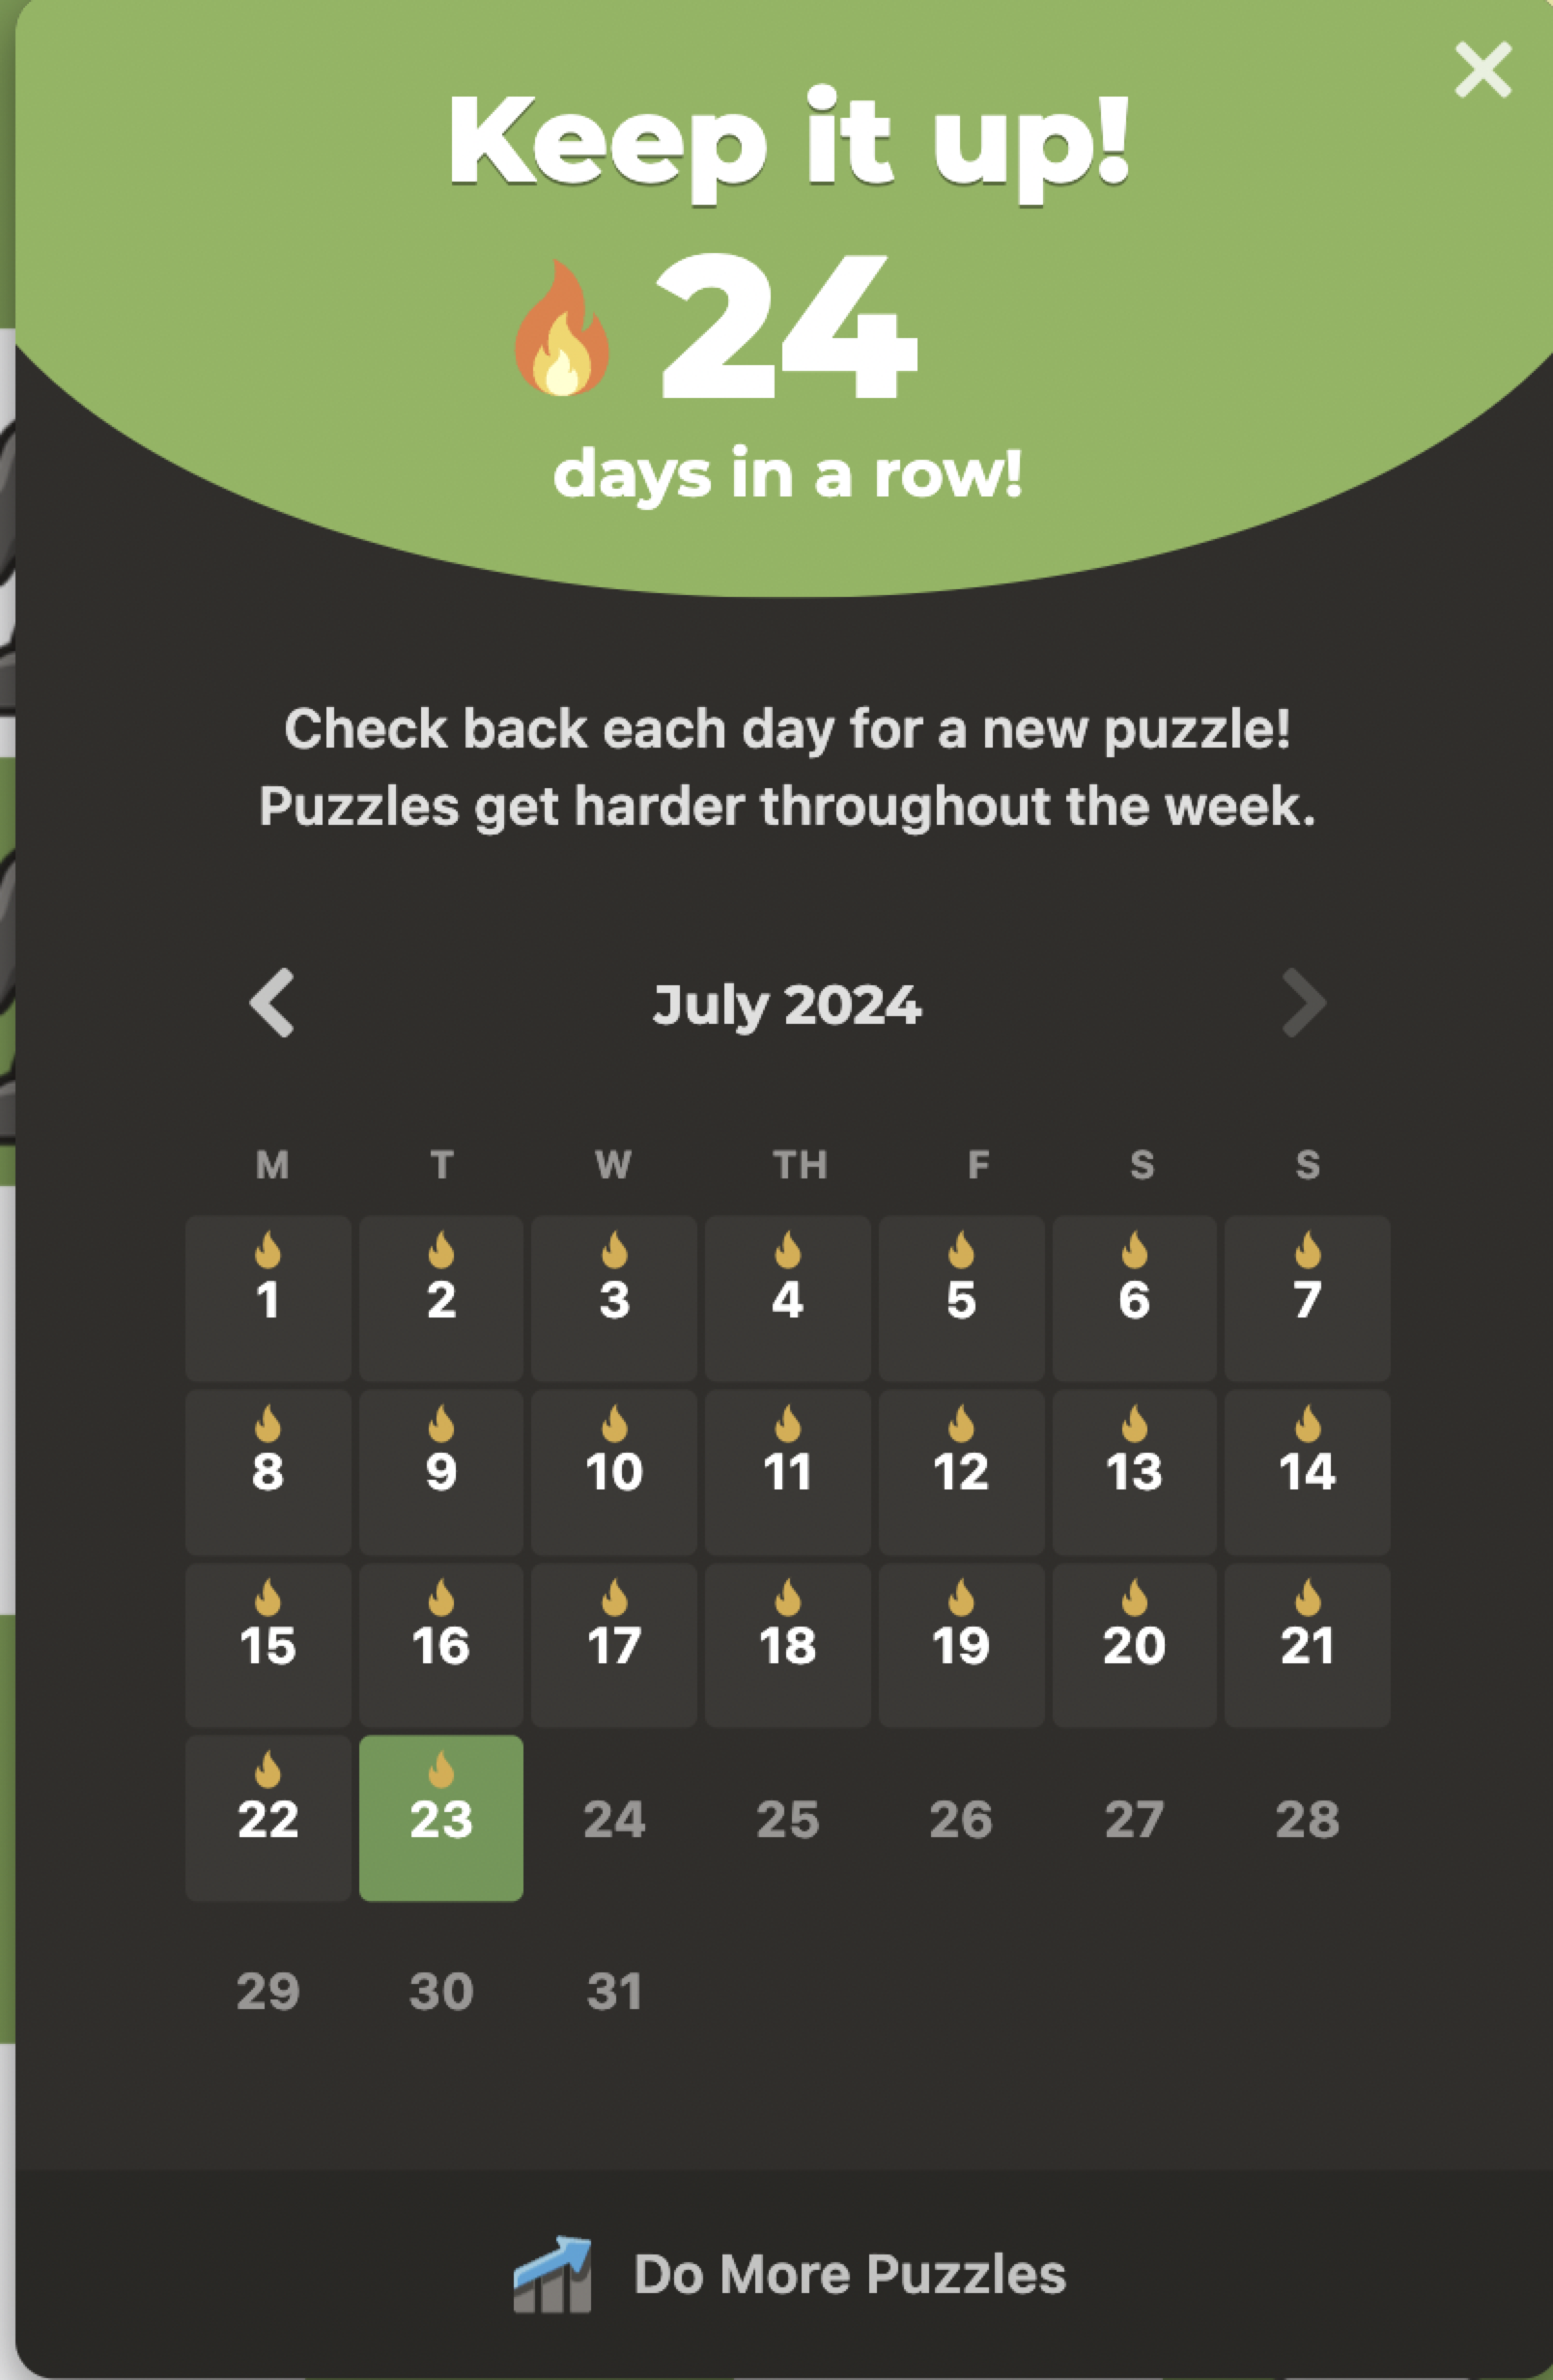 Keep it up!
24
days in a row!
Check back each day for a new puzzle!
Puzzles get harder throughout the week.
July 2024
M T W TH F S S
1 2 3 4 5 6 7
8 9 10 11 12 13 14
15 16 17 18 19 20 21
22 23 24 25 26 27 28
29 30 31
Do More Puzzles